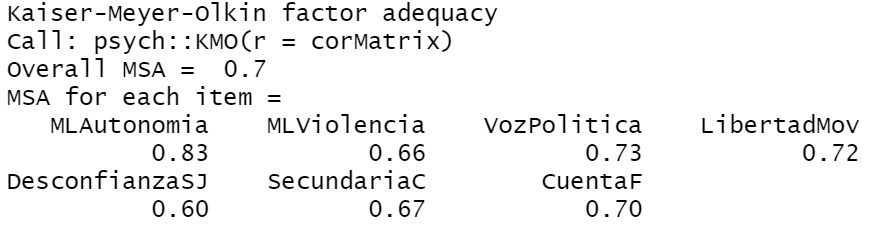 Kaiser-Meyer-Olkin factor adequacy
Call: psych::KMO(r = corMatrix)
Overall MSA =  0.7
MSA for each item =
   MLAutonomia    MLViolencia    VozPolitica    LibertadMov
          0.83           0.66           0.73           0.72
DesconfianzaSJ    SecundariaC        CuentaF
          0.60           0.67           0.70